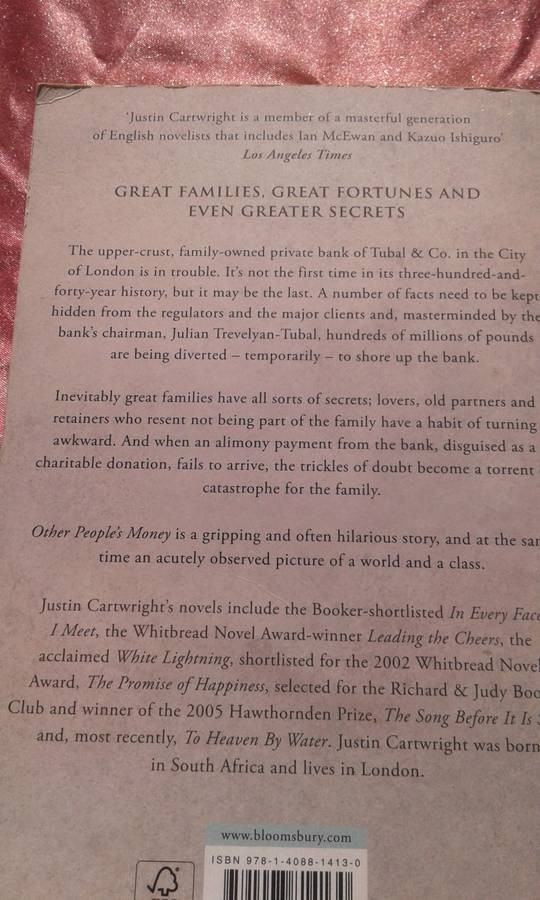 'Justin Cartwright is a member of a masterful generation
of English novelists that includes Ian McEwan and Kazuo Ishiguro'
Los Angeles Times
GREAT FAMILIES, GREAT FORTUNES AND
EVEN GREATER SECRETS
The upper-crust, family-owned private bank of Tubal & Co. in the City
of London is in trouble. It's not the first time in its three-hundred-and-
forty-year history, but it may be the last. A number of facts need to be kept
hidden from the regulators and the major clients and, masterminded by the
bank's chairman, Julian Trevelyan-Tubal, hundreds of millions of pounds
are being diverted – temporarily – to shore up the bank.
Inevitably great families have all sorts of secrets; lovers, old partners and
retainers who resent not being part of the family have a habit of turning
awkward. And when an alimony payment from the bank, disguised as a
charitable donation, fails to arrive, the trickles of doubt become a torrent
catastrophe for the family.
Other People's Money is a gripping and often hilarious story, and at the
time an acutely observed picture of a world and a class.
Justin Cartwright's novels include the Booker-shortlisted In Every
I Meet, the Whitbread Novel Award-winner Leading the Cheers, the
acclaimed White Lightning, shortlisted for the 2002 Whitbread Novel
Award, The Promise of Happiness, selected for the Richard & Judy
Club and winner of the 2005 Hawthornden Prize, The Song Before It Is
and, most recently, To Heaven By Water. Justin Cartwright was born
in South Africa and lives in London.
www.bloomsbury.com
ISBN 978-1-4088-1413-0